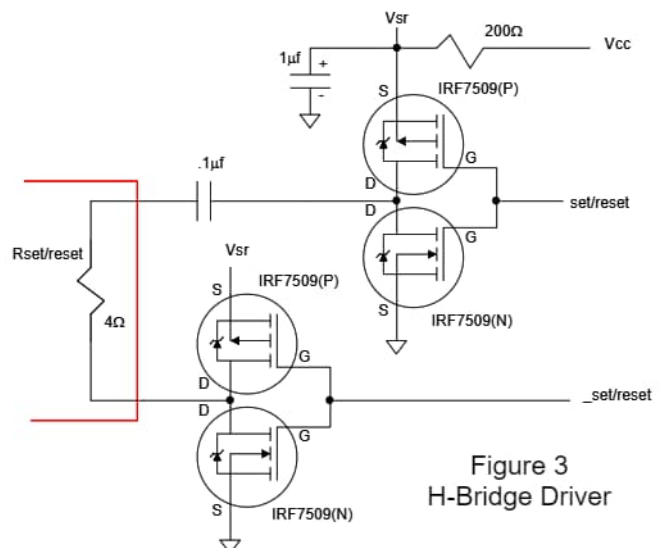 Vsr
200Ω
Vcc
1µf
+
-
S
IRF7509(P)
G
D
.1µf
D
set/reset
G
Rset/reset
Vsr
S
IRF7509(P)
IRF7509(N)
S
4Ω
G
D
D
_set/reset
G
S
IRF7509(N)
Figure 3
H-Bridge Driver